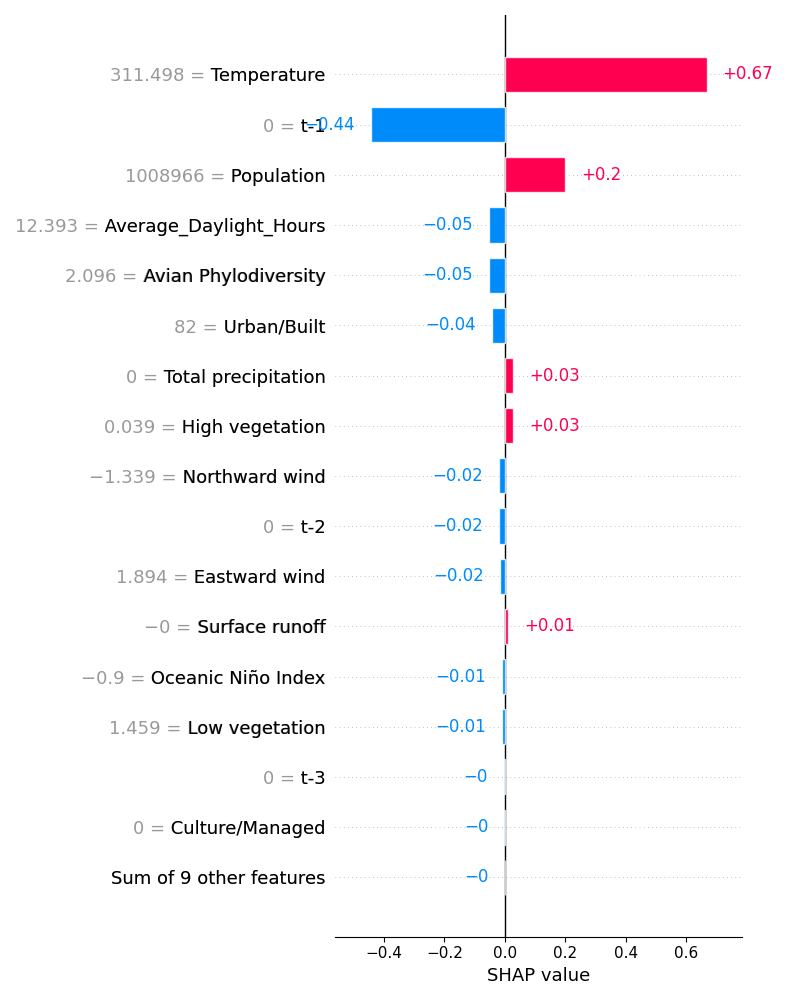 311.498 = Temperature +0.67
0 = t-1 −0.44
1008966 = Population +0.2
12.393 = Average_Daylight_Hours −0.05
2.096 = Avian Phylodiversity −0.05
82 = Urban/Built −0.04
0 = Total precipitation +0.03
0.039 = High vegetation +0.03
−1.339 = Northward wind −0.02
0 = t-2 −0.02
1.894 = Eastward wind −0.02
−0 = Surface runoff +0.01
−0.9 = Oceanic Niño Index −0.01
1.459 = Low vegetation −0.01
0 = t-3 −0
0 = Culture/Managed −0
Sum of 9 other features −0
−0.4 −0.2 0.0 0.2 0.4 0.6
SHAP value